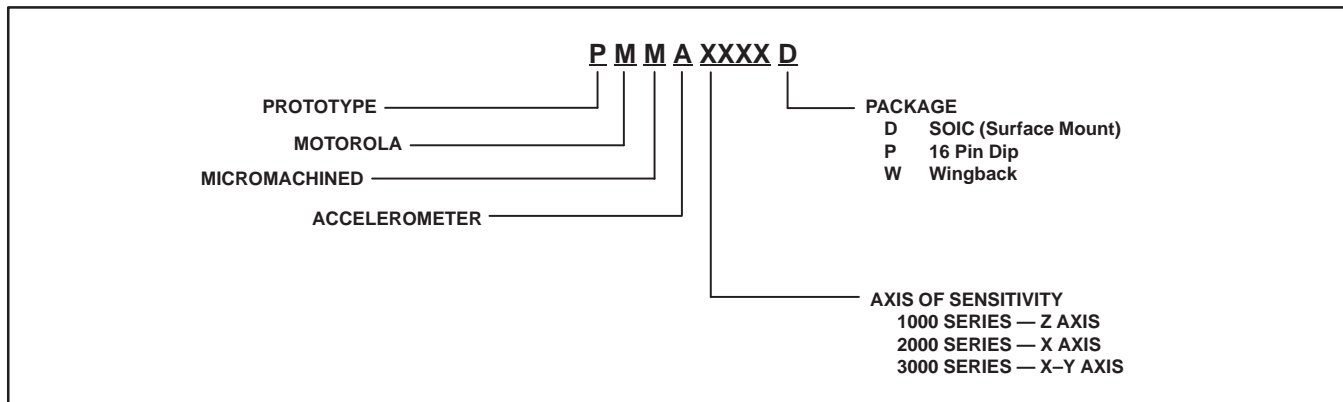 P M M A XXXX D
PROTOTYPE
MOTOROLA
MICROMACHINED
ACCELEROMETER
PACKAGE
D SOIC (Surface Mount)
P 16 Pin Dip
W Wingback
AXIS OF SENSITIVITY
1000 SERIES — Z AXIS
2000 SERIES — X AXIS
3000 SERIES — X–Y AXIS